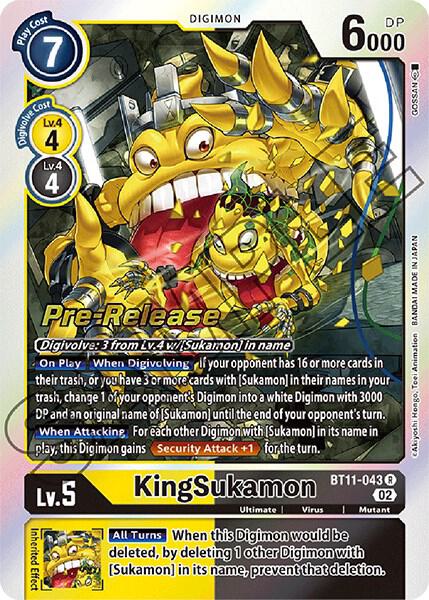 DIGIMON
Play Cost
7
6000
DP
Digivolve Cost
Lv.4
4
Lv.4
4
GOSSAN
BANDAI MADE IN JAPAN
©Akiyoshi Hongo, Toei Animation
Pre-Release
Digivolve: 3 from Lv.4 w/[Sukamon] in name
On Play When Digivolving If your opponent has 16 or more cards in
their trash, or you have 3 or more cards with [Sukamon] in their names in your
trash, change 1 of your opponent's Digimon into a white Digimon with 3000
DP and an original name of [Sukamon] until the end of your opponent's turn.
When Attacking For each other Digimon with [Sukamon] in its name in
play, this Digimon gains Security Attack +1 for the turn.
Lv.5
KingSukamon
BT11-043 R
02
Ultimate
Virus
Mutant
Inherited Effect
All Turns When this Digimon would be
deleted, by deleting 1 other Digimon with
[Sukamon] in its name, prevent that deletion.